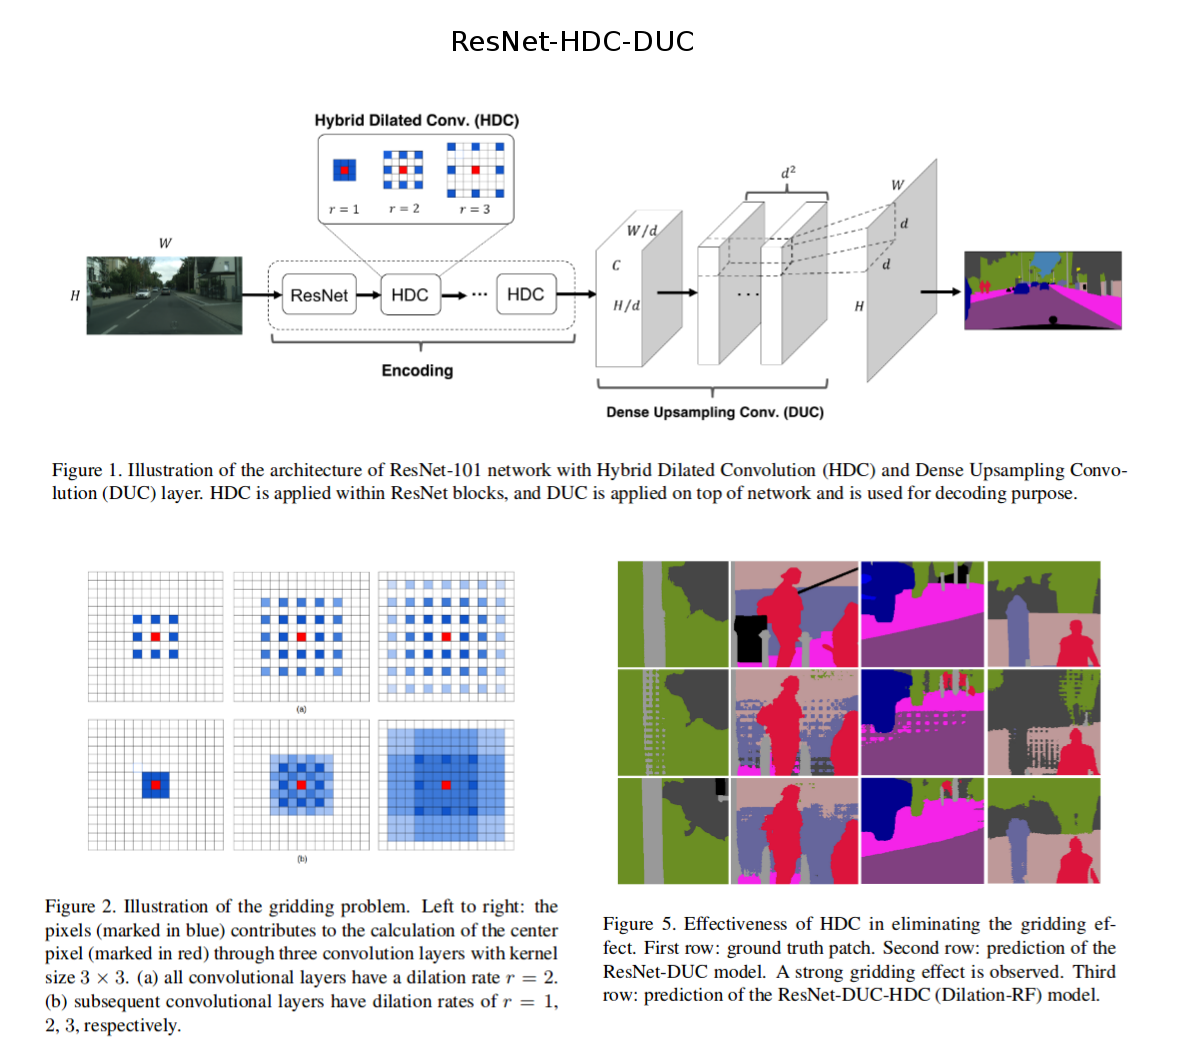 ResNet-HDC-DUC
Hybrid Dilated Conv. (HDC)
r = 1
r = 2
r = 3
W
H
ResNet
HDC
...
HDC
Encoding
W/d
C
H/d
d²
...
W
d
d
H
Dense Upsampling Conv. (DUC)
Figure 1. Illustration of the architecture of ResNet-101 network with Hybrid Dilated Convolution (HDC) and Dense Upsampling Convo-
lution (DUC) layer. HDC is applied within ResNet blocks, and DUC is applied on top of network and is used for decoding purpose.
(a)
(b)
Figure 2. Illustration of the gridding problem. Left to right: the
pixels (marked in blue) contributes to the calculation of the center
pixel (marked in red) through three convolution layers with kernel
size 3 × 3. (a) all convolutional layers have a dilation rate r = 2.
(b) subsequent convolutional layers have dilation rates of r = 1,
2, 3, respectively.
Figure 5. Effectiveness of HDC in eliminating the gridding ef-
fect. First row: ground truth patch. Second row: prediction of the
ResNet-DUC model. A strong gridding effect is observed. Third
row: prediction of the ResNet-DUC-HDC (Dilation-RF) model.